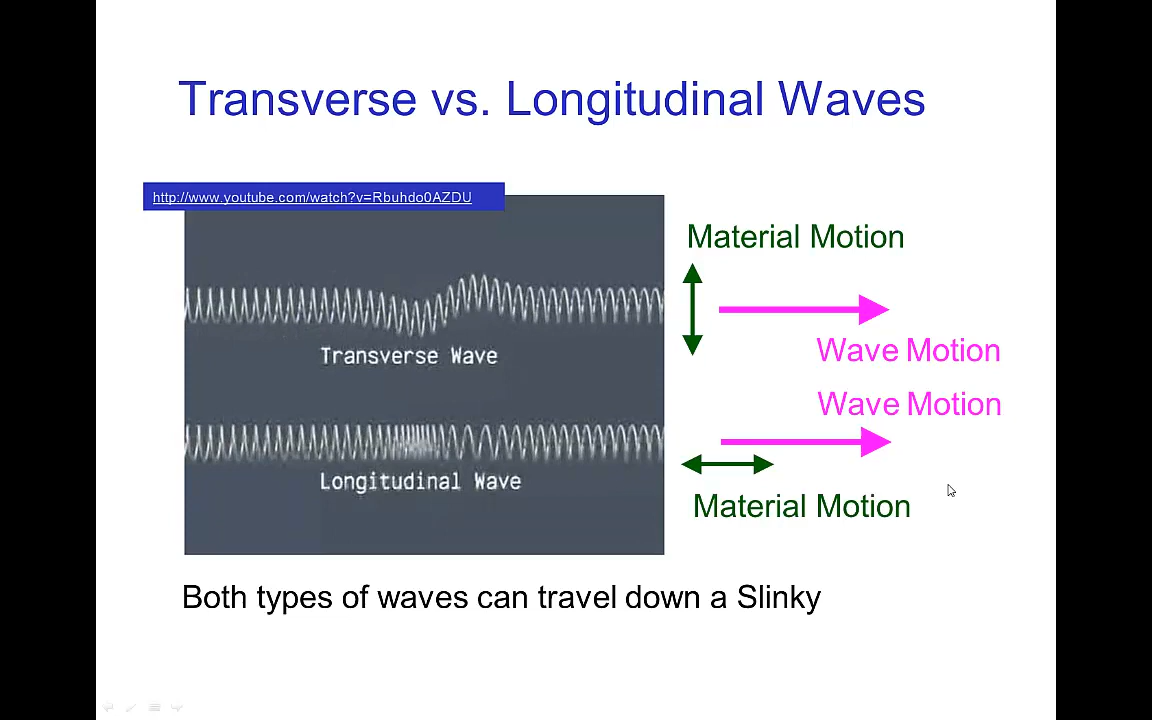 Transverse vs. Longitudinal Waves
http://www.youtube.com/watch?v=Rbuhdo0AZDU
Material Motion
Wave Motion
Transverse Wave
Wave Motion
Longitudinal Wave
Material Motion
Both types of waves can travel down a Slinky